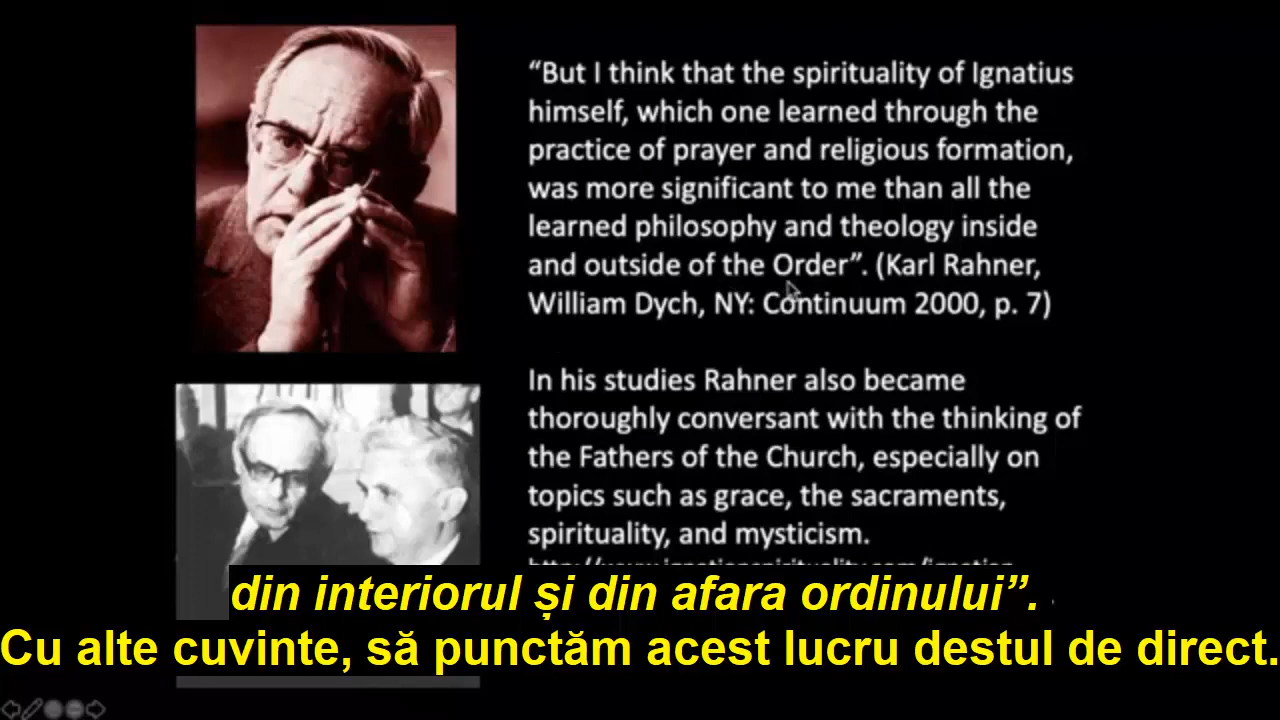 “But I think that the spirituality of Ignatius
himself, which one learned through the
practice of prayer and religious formation,
was more significant to me than all the
learned philosophy and theology inside
and outside of the Order”. (Karl Rahner,
William Dych, NY: Continuum 2000, p. 7)
In his studies Rahner also became
thoroughly conversant with the thinking of
the Fathers of the Church, especially on
topics such as grace, the sacraments,
spirituality, and mysticism.
din interiorul și din afara ordinului”.
Cu alte cuvinte, să punctăm acest lucru destul de direct.